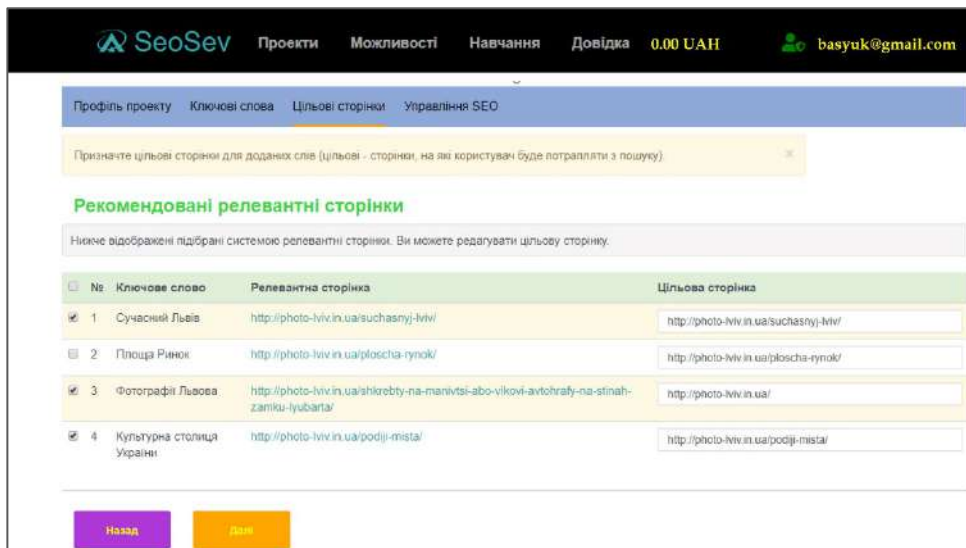 SeoSev Проекти Можливості Навчання Довідка 0.00 UAH basyuk@gmail.com
Профіль проекту Ключові слова Цільові сторінки Управління SEO
Призначте цільові сторінки для доданих слів (цільові - сторінки, на які користувач буде потрапляти з пошуку) ×
Рекомендовані релевантні сторінки
Нижче відображені підібрані системою релевантні сторінки. Ви можете редагувати цільову сторінку.
№ Ключове слово Релевантна сторінка Цільова сторінка
1 Сучасний Львів http://photo-lviv.in.ua/suchasnyj-lviv/ http://photo-lviv.in.ua/suchasnyj-lviv/
2 Площа Ринок http://photo-lviv.in.ua/ploscha-rynok/ http://photo-lviv.in.ua/ploscha-rynok/
3 Фотографії Львова http://photo-lviv.in.ua/shkrebty-na-manivtsi-abo-vikovi-avtohrafy-na-stinah- http://photo-lviv.in.ua/
zamku-lyubarta/
4 Культурна столиця http://photo-lviv.in.ua/podiji-mista/ http://photo-lviv.in.ua/podiji-mista/
України
Назад Далі